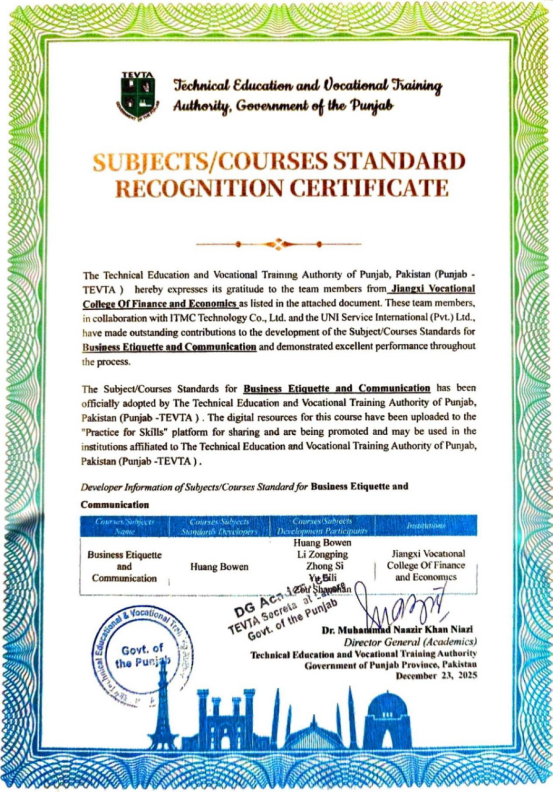 TEVTA
GOVERNMENT OF THE PUNJAB
Technical Education and Vocational Training
Authority, Government of the Punjab
SUBJECTS/COURSES STANDARD
RECOGNITION CERTIFICATE
The Technical Education and Vocational Training Authority of Punjab, Pakistan (Punjab -
TEVTA ) hereby expresses its gratitude to the team members from Jiangxi Vocational
College Of Finance and Economics as listed in the attached document. These team members,
in collaboration with ITMC Technology Co., Ltd. and the UNI Service International (Pvt.) Ltd.,
have made outstanding contributions to the development of the Subject/Courses Standards for
Business Etiquette and Communication and demonstrated excellent performance throughout
the process.
The Subject/Courses Standards for Business Etiquette and Communication has been
officially adopted by The Technical Education and Vocational Training Authority of Punjab,
Pakistan (Punjab -TEVTA ) . The digital resources for this course have been uploaded to the
"Practice for Skills" platform for sharing and are being promoted and may be used in the
institutions affiliated to The Technical Education and Vocational Training Authority of Punjab,
Pakistan (Punjab -TEVTA ) .
Developer Information of Subjects/Courses Standard for Business Etiquette and
Communication
Courses/Subjects Name
Courses/Subjects Standards Developers
Courses/Subjects Development Participants
Institutions
Business Etiquette
and
Communication
Huang Bowen
Huang Bowen
Li Zongping
Zhong Si
Ye Bili
Jiangxi Vocational
College Of Finance
and Economics
DG
TEVTA
Govt. of the Punjab
Technical Educational & Vocational
Govt. of
the Punjab
Dr. Muhammad Naazir Khan Niazi
Director General (Academics)
Technical Education and Vocational Training Authority
Government of Punjab Province, Pakistan
December 23, 2025